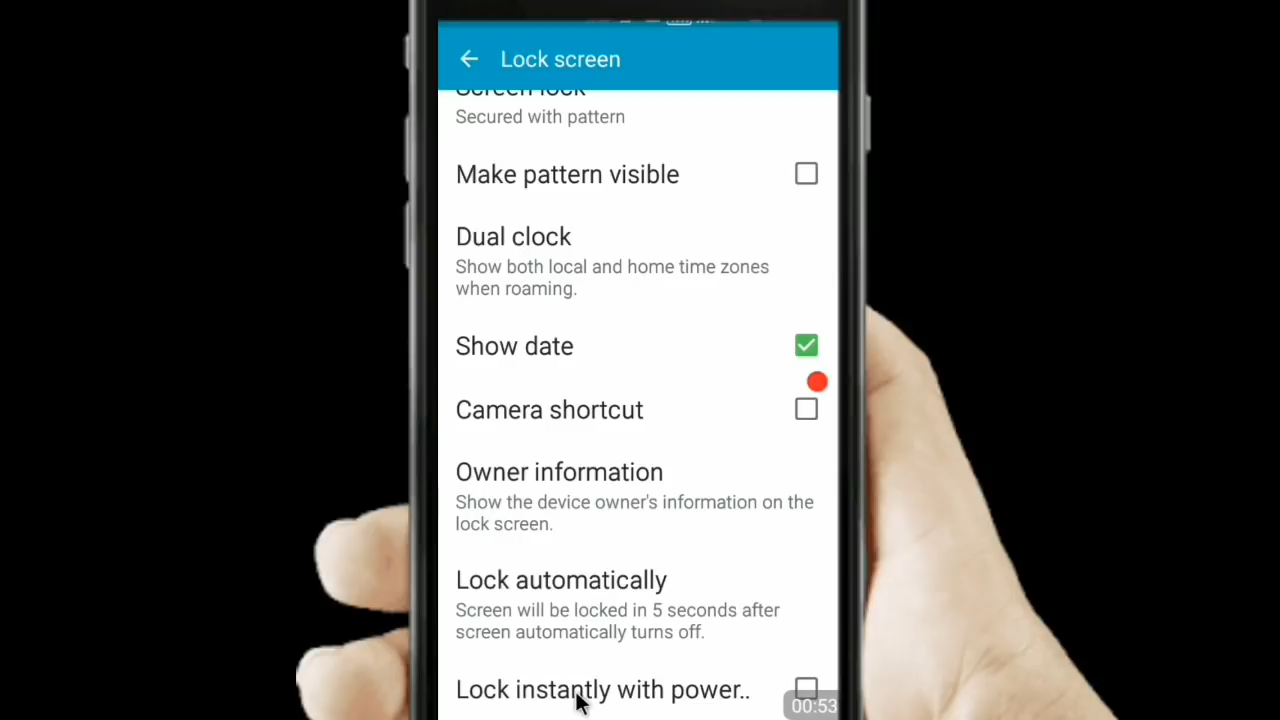 Lock screen
Screen lock
Secured with pattern
Make pattern visible
Dual clock
Show both local and home time zones
when roaming.
Show date
Camera shortcut
Owner information
Show the device owner's information on the
lock screen.
Lock automatically
Screen will be locked in 5 seconds after
screen automatically turns off.
Lock instantly with power..
00:53